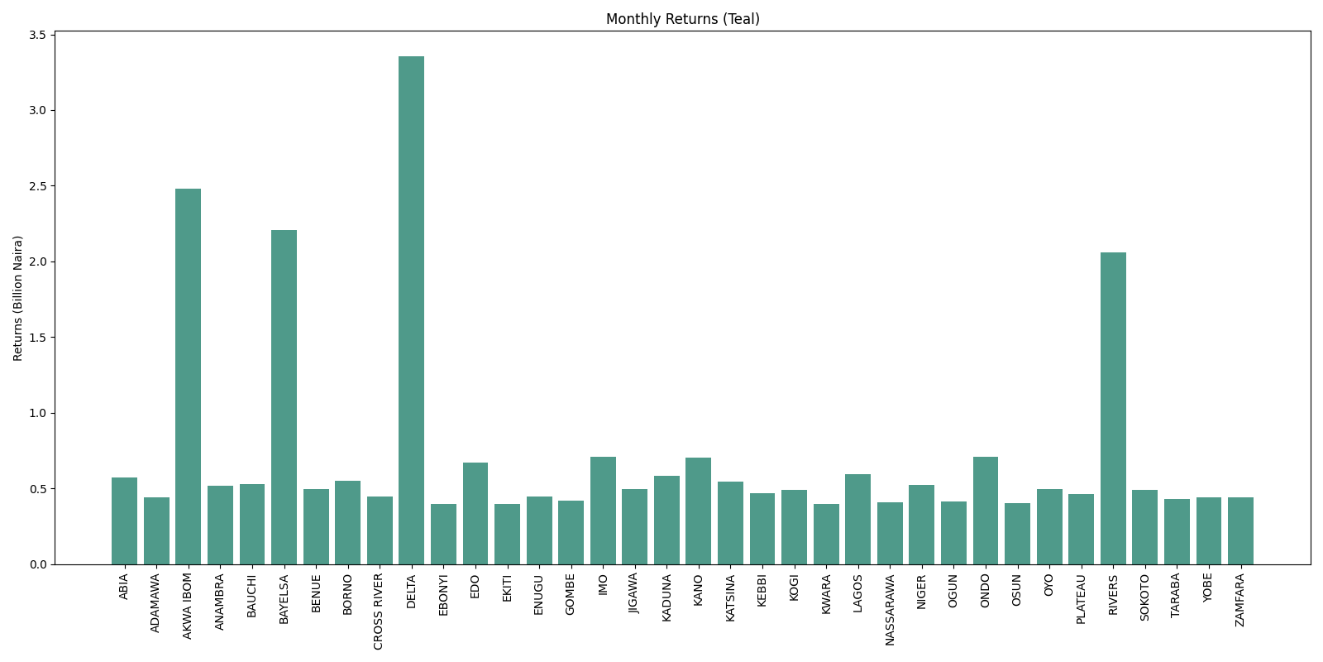 Monthly Returns (Teal)
Returns (Billion Naira)
3.5
3.0
2.5
2.0
1.5
1.0
0.5
0.0
ABIA
ADAMAWA
AKWA IBOM
ANAMBRA
BAUCHI
BAYELSA
BENUE
BORNO
CROSS RIVER
DELTA
EBONYI
EDO
EKITI
ENUGU
GOMBE
IMO
JIGAWA
KADUNA
KANO
KATSINA
KEBBI
KOGI
KWARA
LAGOS
NASSARAWA
NIGER
OGUN
ONDO
OSUN
OYO
PLATEAU
RIVERS
SOKOTO
TARABA
YOBE
ZAMFARA